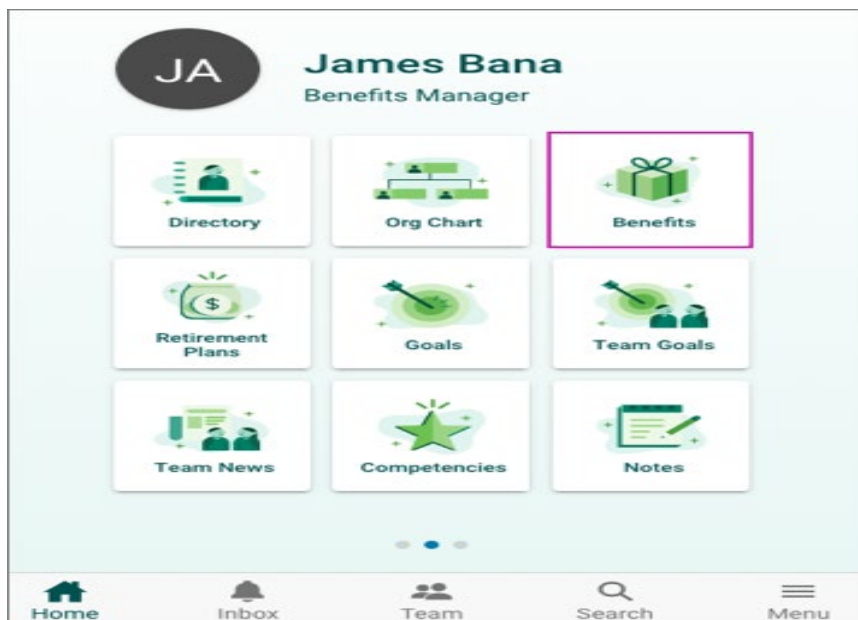 JA
James Bana
Benefits Manager
Directory
Org Chart
Benefits
$
Retirement
Plans
Goals
Team Goals
Team News
Competencies
Notes
Home
Inbox
Team
Search
Menu